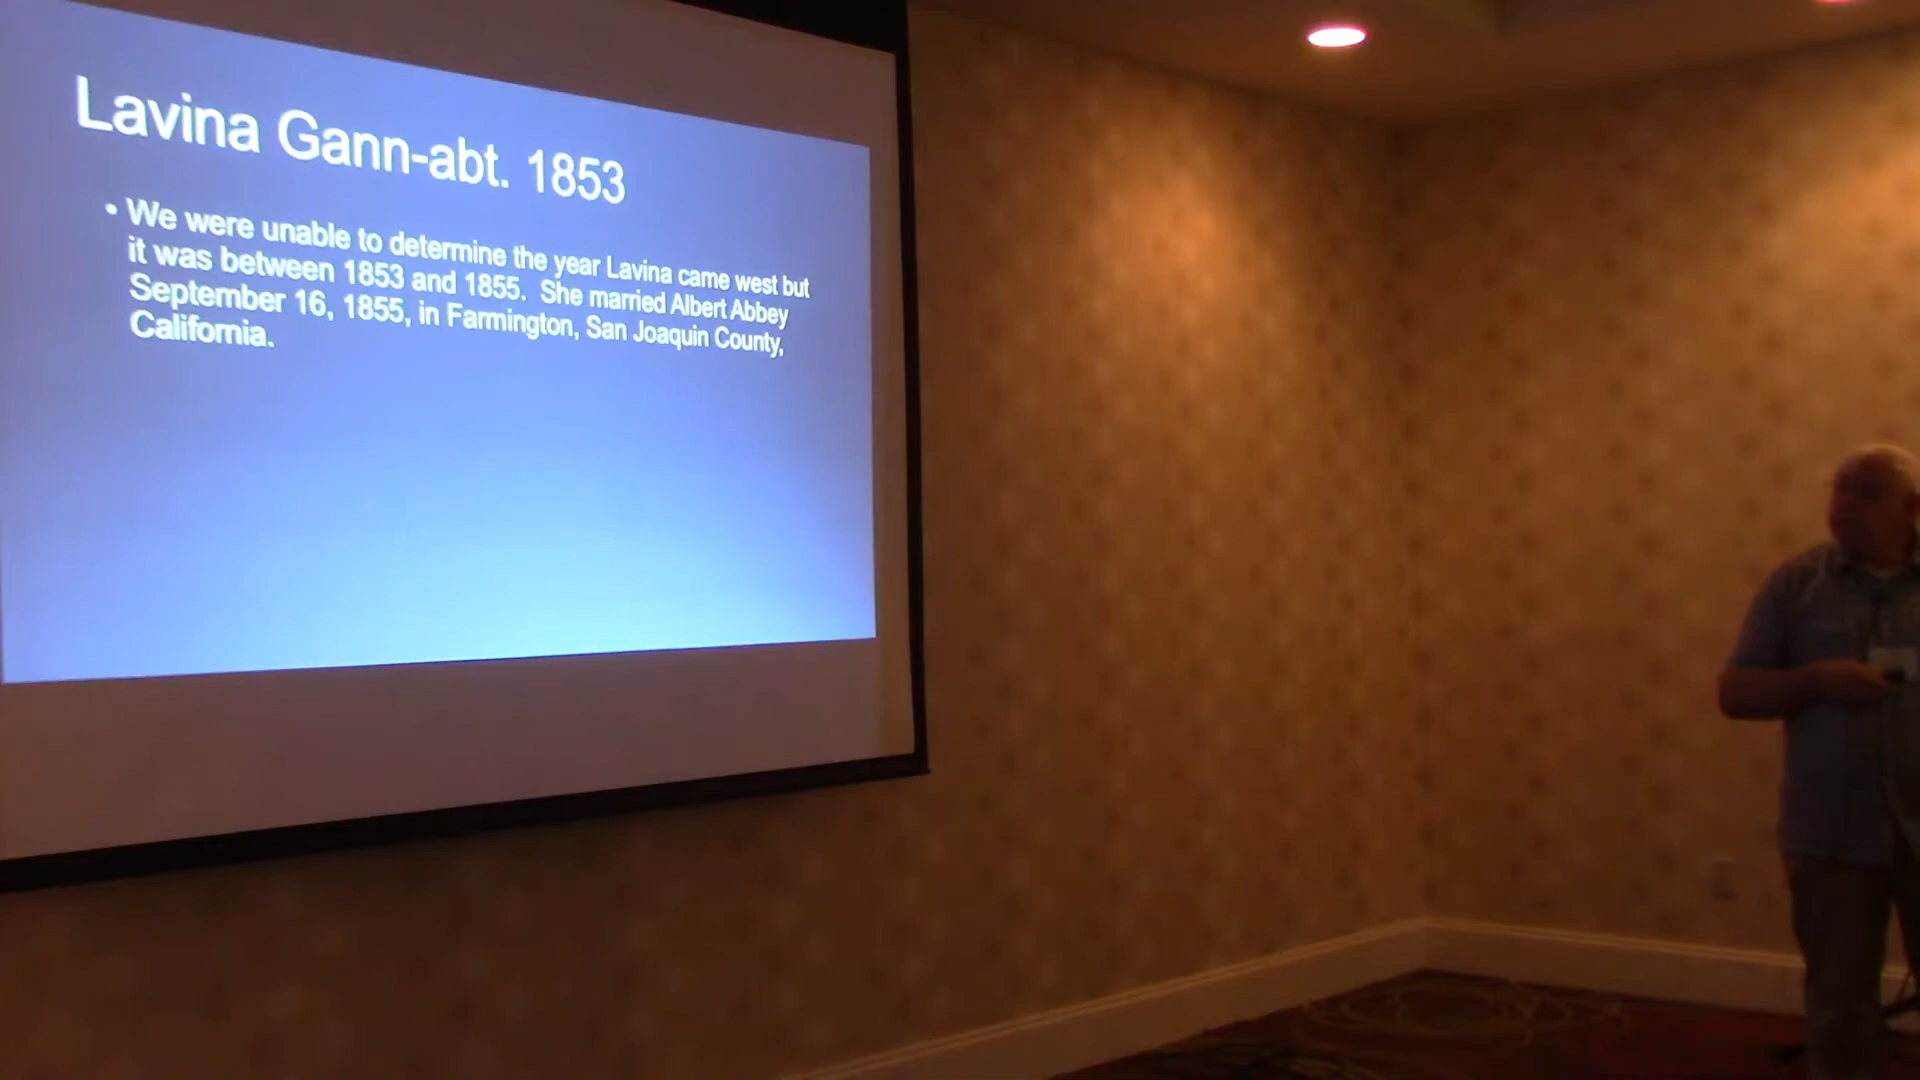 Lavina Gann-abt. 1853
• We were unable to determine the year Lavina came west but
it was between 1853 and 1855. She married Albert Abbey
September 16, 1855, in Farmington, San Joaquin County,
California.